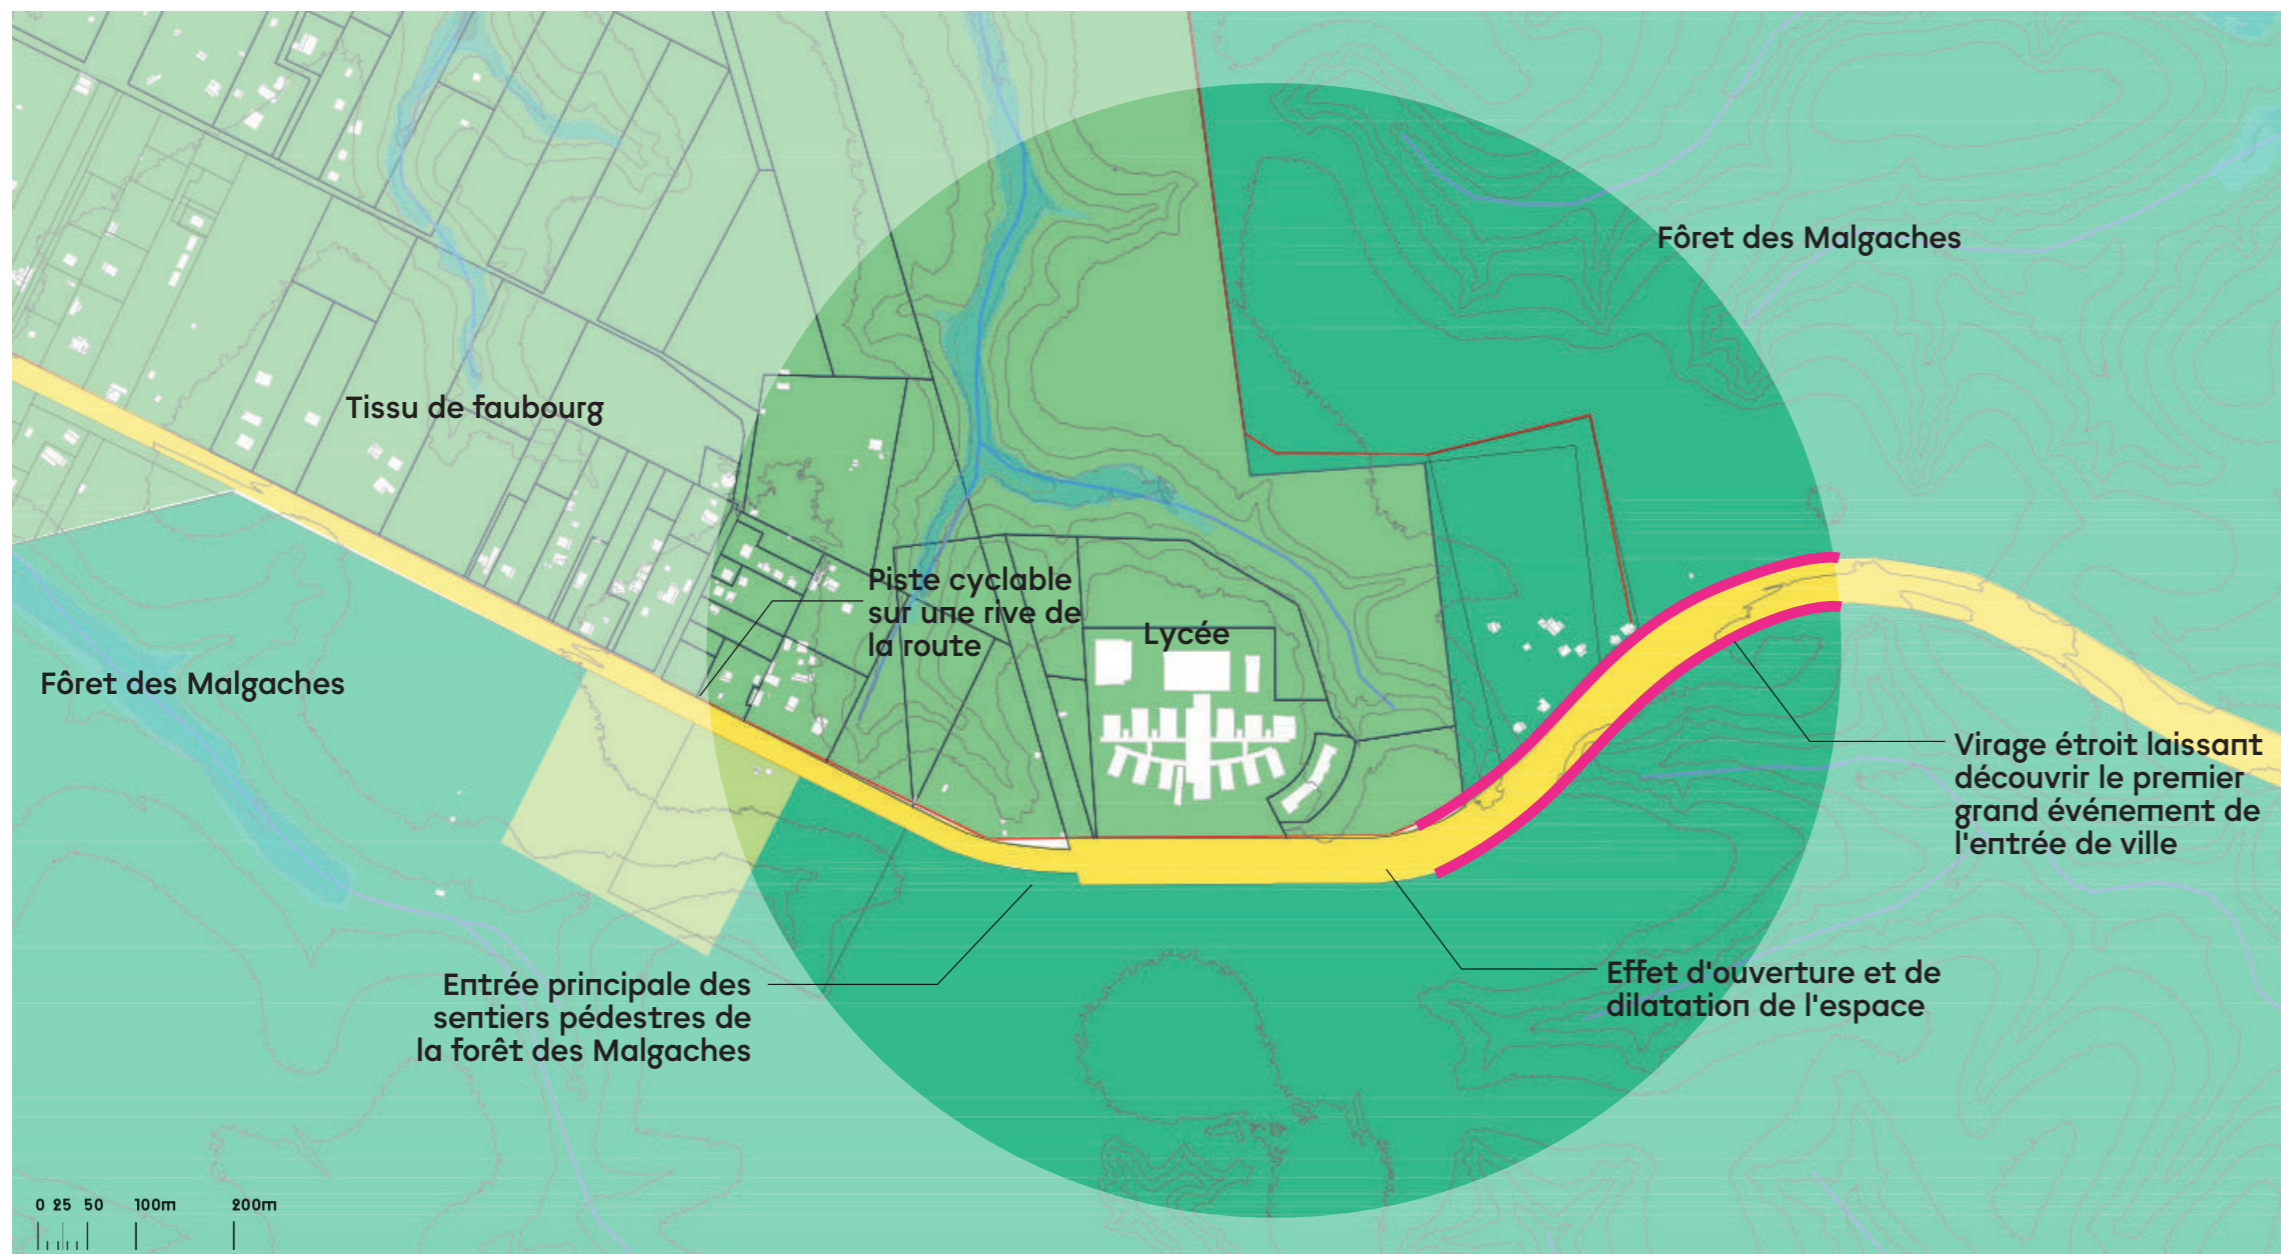 Fôret des Malgaches
Tissu de faubourg
Piste cyclable
sur une rive de
la route
Lycée
Fôret des Malgaches
Virage étroit laissant
découvrir le premier
grand événement de
l'entrée de ville
Effet d'ouverture et de
dilatation de l'espace
Entrée principale des
sentiers pédestres de
la forêt des Malgaches
0 25 50 100m 200m